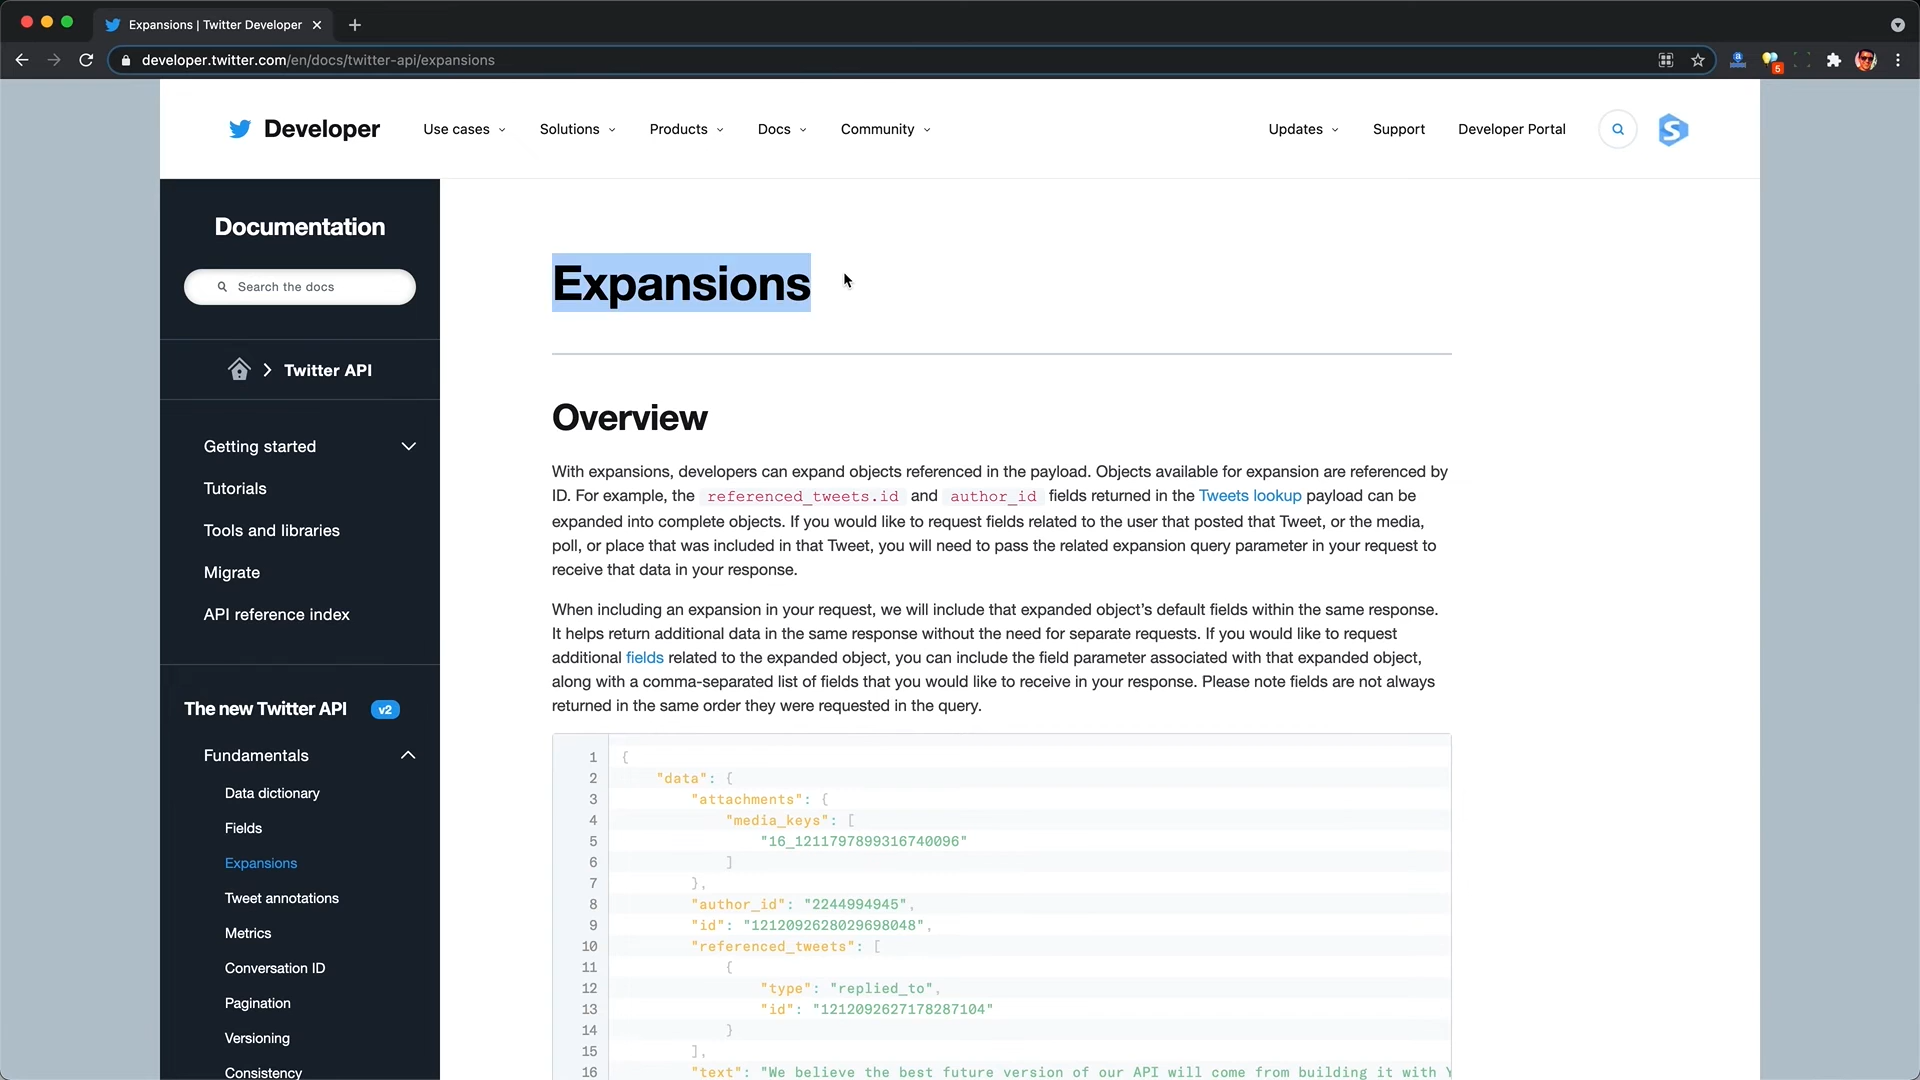 Expansions | Twitter Developer
developer.twitter.com/en/docs/twitter-api/expansions
5
Developer
Use cases
Solutions
Products
Docs
Community
Updates
Support
Developer Portal
S
Documentation
Search the docs
Twitter API
Getting started
Tutorials
Tools and libraries
Migrate
API reference index
The new Twitter API v2
Fundamentals
Data dictionary
Fields
Expansions
Tweet annotations
Metrics
Conversation ID
Pagination
Versioning
Consistency
Expansions
Overview
With expansions, developers can expand objects referenced in the payload. Objects available for expansion are referenced by
ID. For example, the referenced_tweets.id and author_id fields returned in the Tweets lookup payload can be
expanded into complete objects. If you would like to request fields related to the user that posted that Tweet, or the media,
poll, or place that was included in that Tweet, you will need to pass the related expansion query parameter in your request to
receive that data in your response.
When including an expansion in your request, we will include that expanded object’s default fields within the same response.
It helps return additional data in the same response without the need for separate requests. If you would like to request
additional fields related to the expanded object, you can include the field parameter associated with that expanded object,
along with a comma-separated list of fields that you would like to receive in your response. Please note fields are not always
returned in the same order they were requested in the query.
1 {
2 "data": {
3 "attachments": {
4 "media_keys": [
5 "16_1211797899316740096"
6 ]
7 },
8 "author_id": "2244994945",
9 "id": "1212092628029698048",
10 "referenced_tweets": [
11 {
12 "type": "replied_to",
13 "id": "1212092627178287104"
14 }
15 ],
16 "text": "We believe the best future version of our API will come from building it with Y